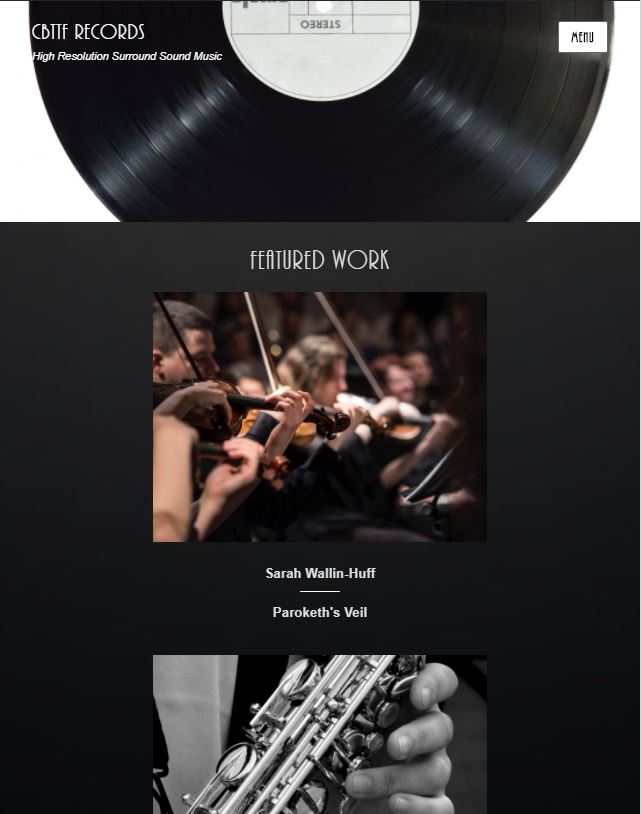 STEREO
CBTTF RECORDS
MENU
High Resolution Surround Sound Music
FEATURED WORK
Sarah Wallin-Huff
Paroketh's Veil